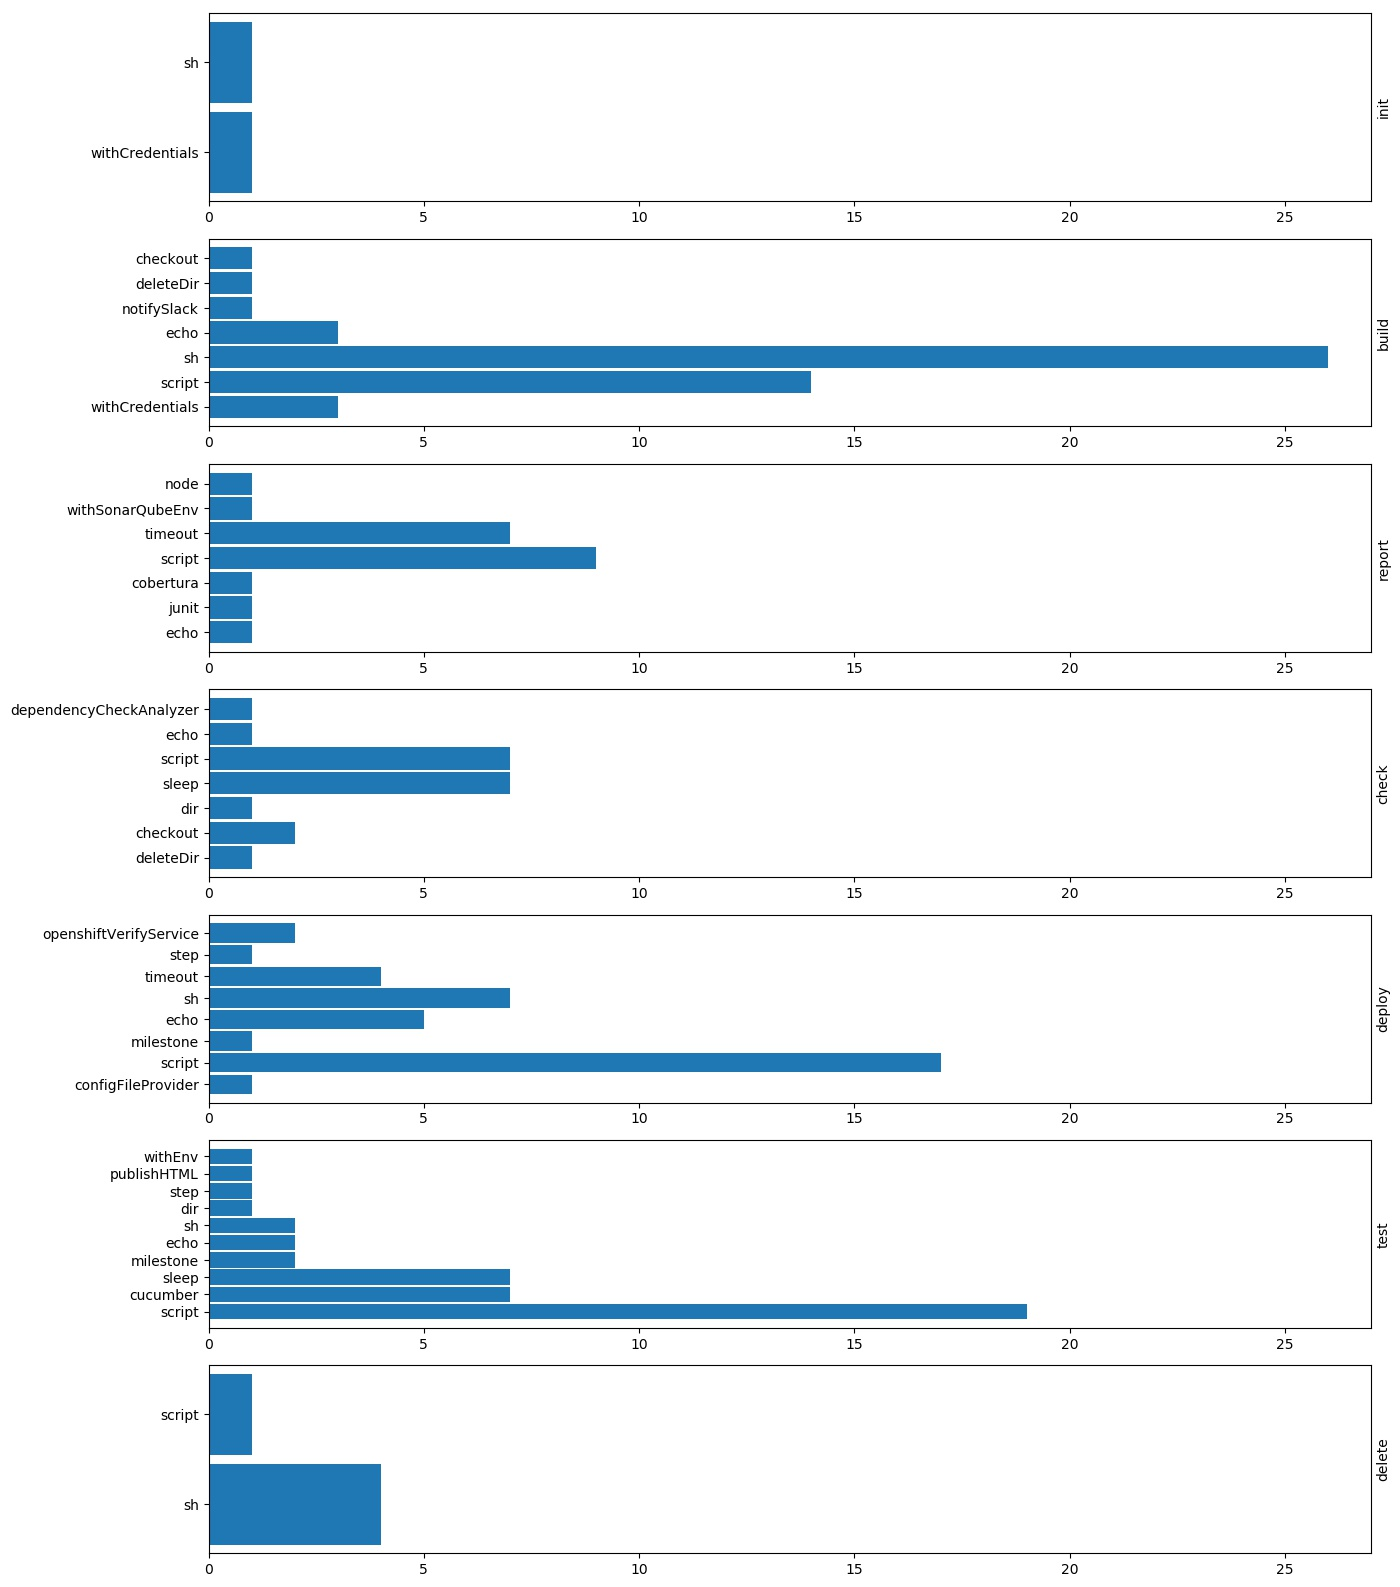 sh
withCredentials
0 5 10 15 20 25
init
checkout
deleteDir
notifySlack
echo
sh
script
withCredentials
0 5 10 15 20 25
build
node
withSonarQubeEnv
timeout
script
cobertura
junit
echo
0 5 10 15 20 25
report
dependencyCheckAnalyzer
echo
script
sleep
dir
checkout
deleteDir
0 5 10 15 20 25
check
openshiftVerifyService
step
timeout
sh
echo
milestone
script
configFileProvider
0 5 10 15 20 25
deploy
withEnv
publishHTML
step
dir
sh
echo
milestone
sleep
cucumber
script
0 5 10 15 20 25
test
script
sh
0 5 10 15 20 25
delete